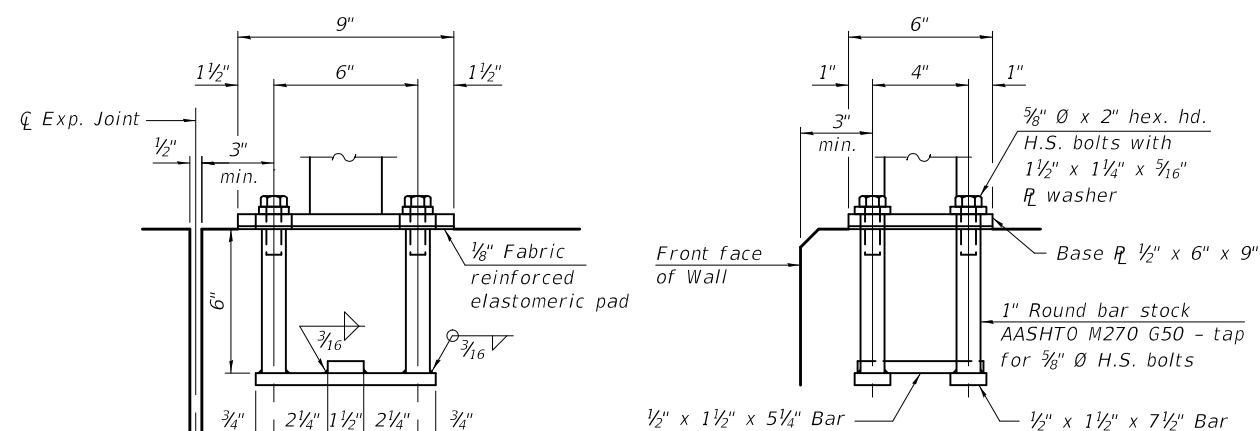 9"
1½" 6" 1½"
℄ Exp. Joint
½" 3"
min.
6"
⅛" Fabric
reinforced
elastomeric pad
3/16
3/16
¾" 2¼" 1½" 2¼" ¾"
6"
1" 4" 1"
3"
min.
⅝" Ø x 2" hex. hd.
H.S. bolts with
1½" x 1¼" x 5/16"
⅊ washer
Front face
of Wall
Base ⅊ ½" x 6" x 9"
1" Round bar stock
AASHTO M270 G50 – tap
for ⅝" Ø H.S. bolts
½" x 1½" x 5¼" Bar
½" x 1½" x 7½" Bar